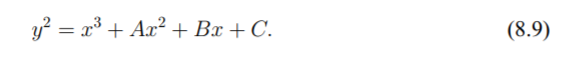 y² = x³ + Ax² + Bx + C. (8.9)